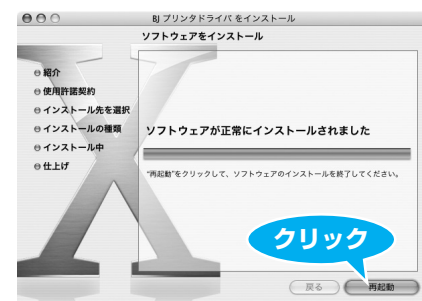 BJ プリンタドライバ をインストール
ソフトウェアをインストール
紹介
使用許諾契約
インストール先を選択
インストールの種類
インストール中
仕上げ
ソフトウェアが正常にインストールされました
"再起動"をクリックして、ソフトウェアのインストールを終了してください。
クリック
戻る
再起動